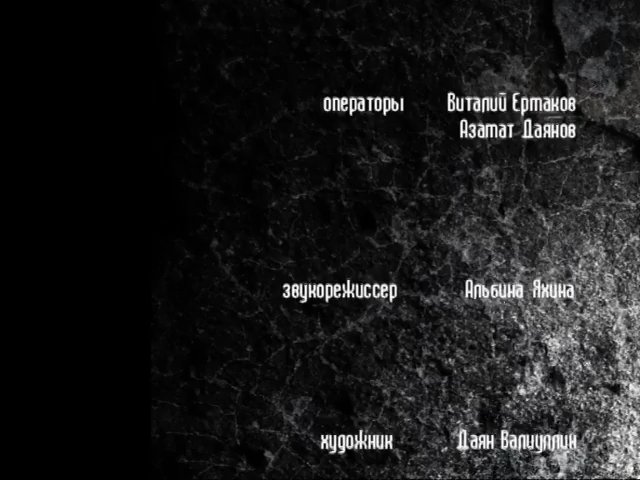 операторы Виталий Ертаков
Азамат Даянов
звукорежиссер Альбина Яхина
художник Даян Валиуллин